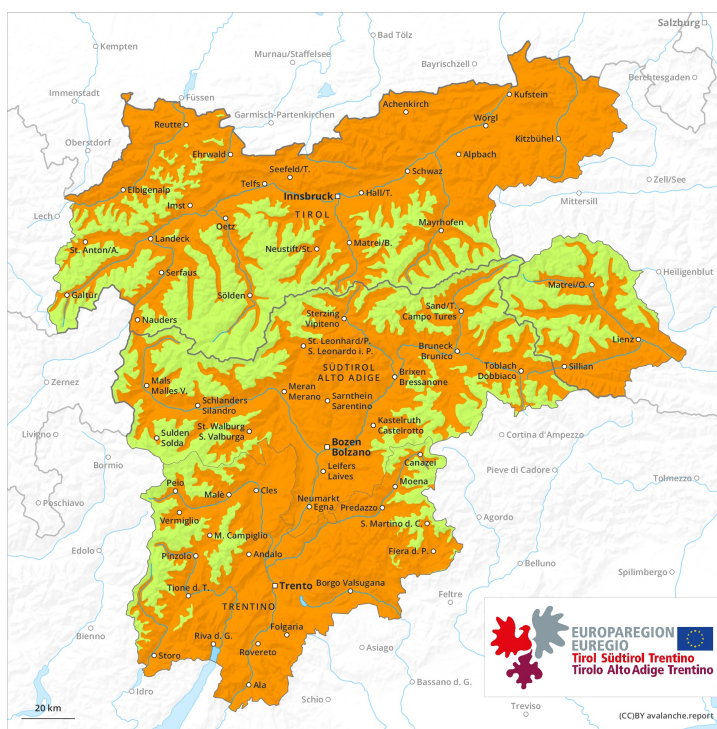 Salzburg
Bad Tölz
Kempten
Murnau/Staffelsee
Bayrischzell
Berchtesgaden
Immenstadt
Füssen
Kufstein
Achenkirch
Garmisch-Partenkirchen
Wörgl
Reutte
Oberstdorf
Ehrwald
Kitzbühel
Alpbach
Seefeld/T.
Schwaz
Zell/See
Telfs
Elbigenalp
Innsbruck
Hall/T.
Mittersill
Imst
TIROL
Lech
Oetz
Mayrhofen
Landeck
Neustift/St.
Matrei/B.
St. Anton/A.
Serfaus
Heiligenblut
Galtür
Sölden
Matrei/O.
Sand/T.
Campo Tures
Nauders
Sterzing
Vipiteno
Lienz
St. Leonhard/P.
S. Leonardo i. P.
Bruneck
Brunico
Toblach
Dobbiaco
Sillian
SÜDTIROL
ALTO ADIGE
Brixen
Bressanone
Zernez
Mals
Malles V.
Meran
Merano
Sarnthein
Sarentino
Schlanders
Silandro
Kastelruth
Castelrotto
St. Walburg
S. Valburga
Livigno
Sulden
Solda
Cortina d'Ampezzo
Bozen
Bolzano
Canazei
Bormio
Leifers
Laives
Pieve di Cadore
Tolmezzo
Peio
Moena
Poschiavo
Malè
Cles
Neumarkt
Egna
Predazzo
Vermiglio
Agordo
S. Martino d. C.
M. Campiglio
Edolo
Pinzolo
Andalo
Fiera d. P.
Belluno
Spilimbergo
Trento
Borgo Valsugana
Tione d. T.
Feltre
TRENTINO
Folgaria
Bienno
Riva d. G.
Rovereto
Asiago
Storo
Ala
Bassano d. G.
Idro
Schio
Treviso
EUROPAREGION
EUREGIO
Tirol Südtirol Trentino
Tirolo Alto Adige Trentino
20 km
(CC)BY avalanche.report